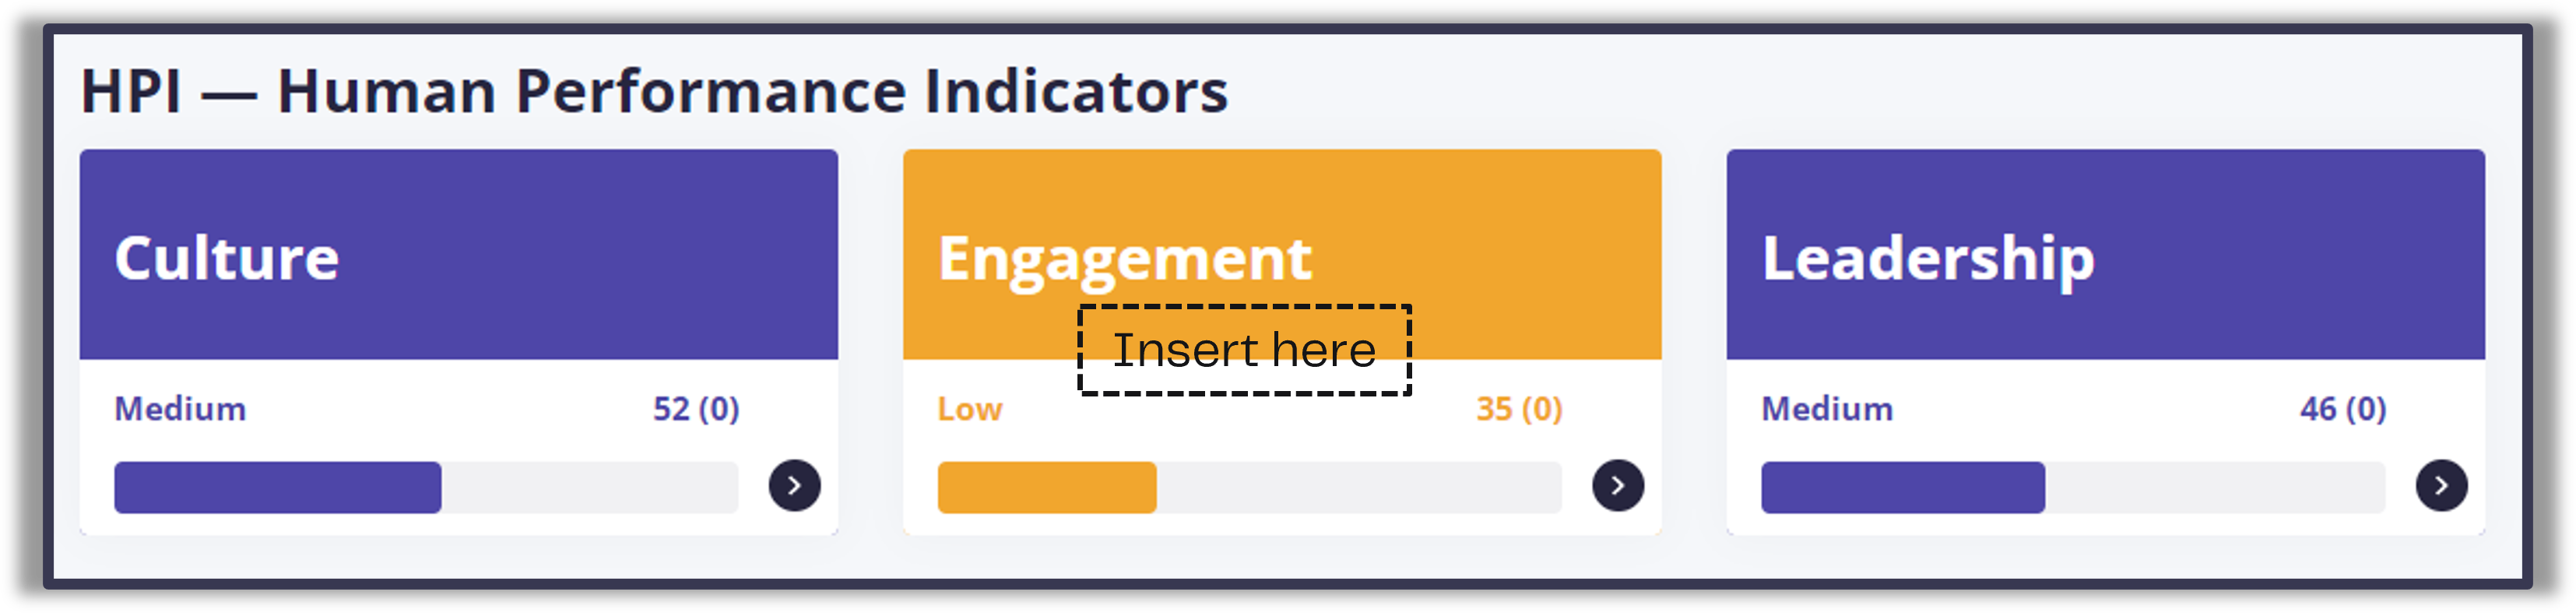 HPI — Human Performance Indicators
Culture
Medium 52 (0)
Engagement
Insert here
Low 35 (0)
Leadership
Medium 46 (0)